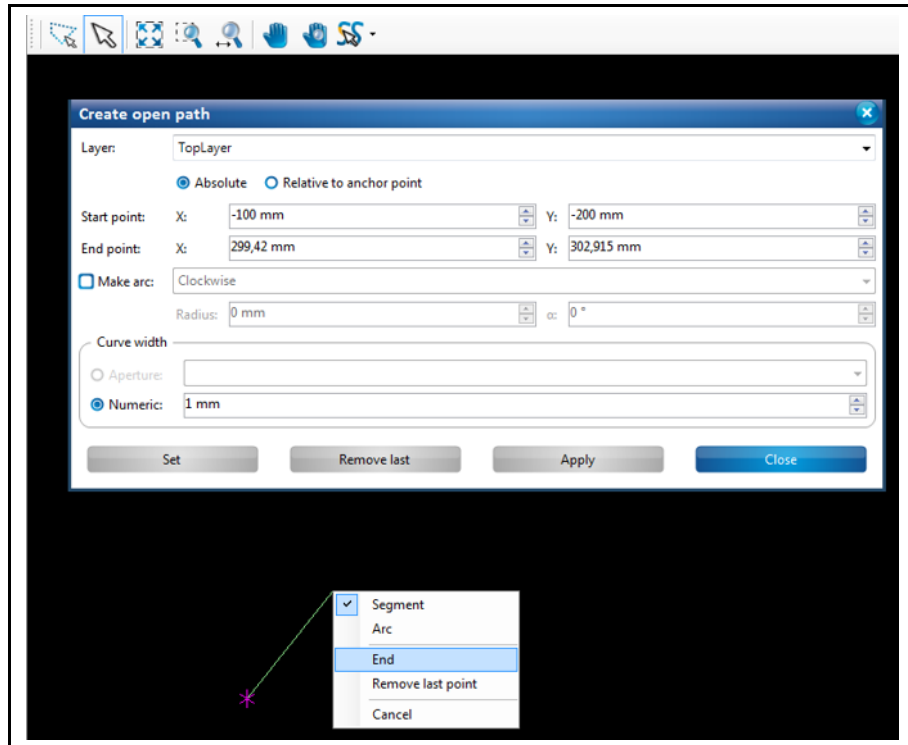 Create open path
Layer: TopLayer
Absolute Relative to anchor point
Start point: X: -100 mm Y: -200 mm
End point: X: 299,42 mm Y: 302,915 mm
Make arc: Clockwise
Radius: 0 mm α: 0 °
Curve width
Aperture:
Numeric: 1 mm
Set Remove last Apply Close
Segment
Arc
End
Remove last point
Cancel